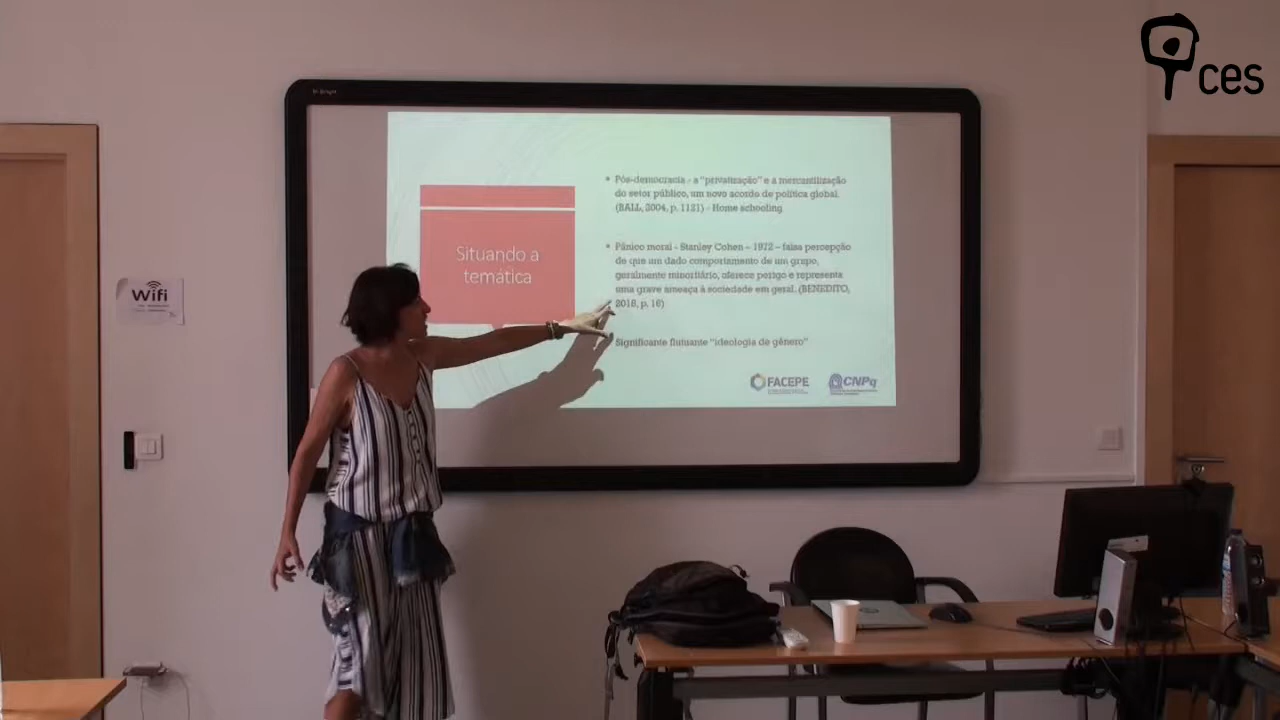 ces
Pós-democracia - a "privatização" e a mercantilização
do setor público, um novo acordo de política global.
(BALL, 2004, p. 1121) - Home schooling
Situando a
temática
Pânico moral - Stanley Cohen – 1972 – falsa percepção
de que um dado comportamento de um grupo,
geralmente minoritário, oferece perigo e representa
uma grave ameaça à sociedade em geral. (BENEDITO,
2018, p. 16)
Significante flutuante "ideologia de gênero"
FACEPE
CNPq
Wifi